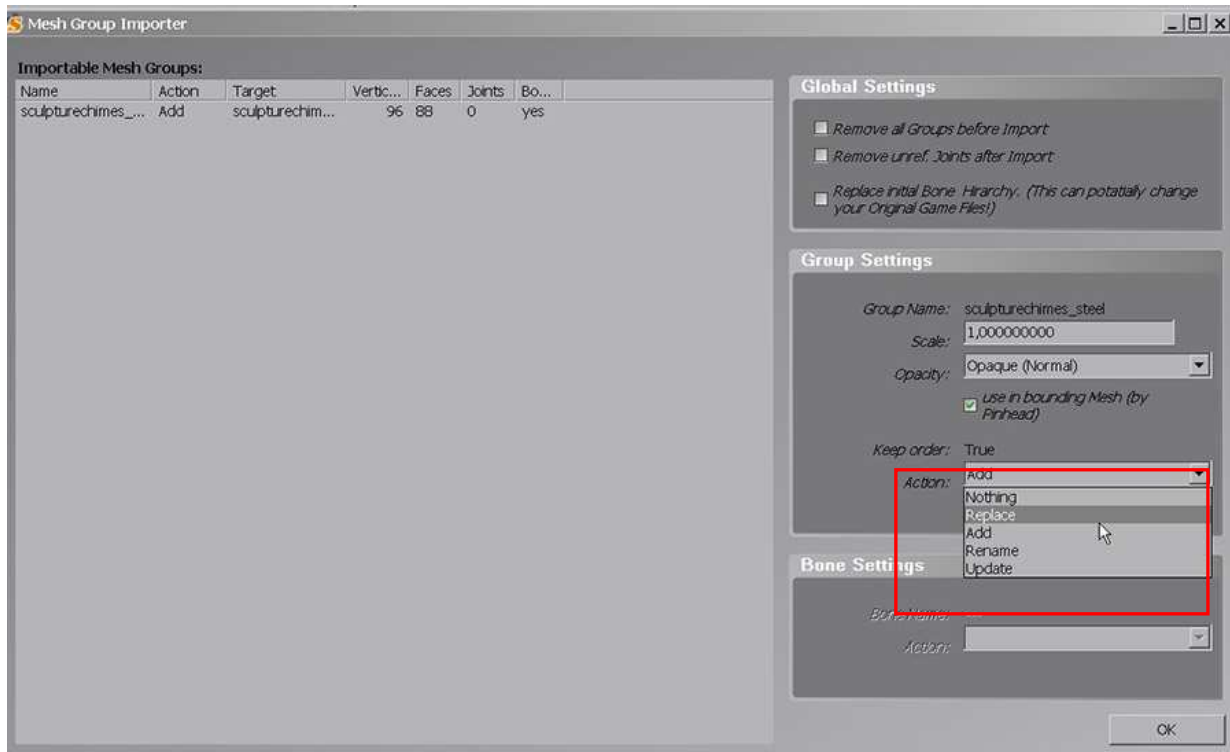 Mesh Group Importer
Importable Mesh Groups:
Name Action Target Vertic... Faces Joints Bo...
sculpturechimes_... Add sculpturechim... 96 88 0 yes
Global Settings
Remove all Groups before Import
Remove unref. Joints after Import
Replace initial Bone Hirarchy. (This can potatially change
your Original Game Files!)
Group Settings
Group Name: sculpturechimes_steel
Scale: 1,000000000
Opacity: Opaque (Normal)
use in bounding Mesh (by
Pinhead)
Keep order: True
Action: Add
Nothing
Replace
Add
Rename
Update
Bone Settings
Bone Name: ---
Action:
OK